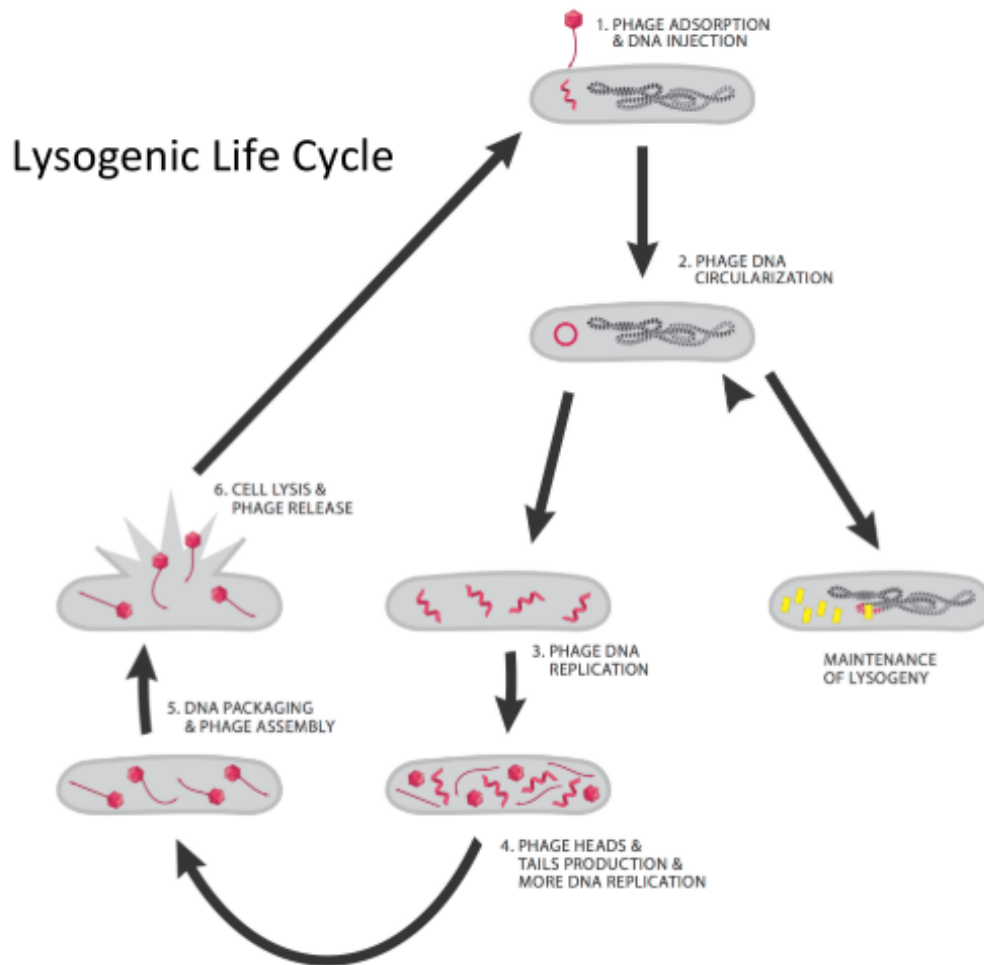 1. PHAGE ADSORPTION
& DNA INJECTION
Lysogenic Life Cycle
2. PHAGE DNA
CIRCULARIZATION
6. CELL LYSIS &
PHAGE RELEASE
3. PHAGE DNA
REPLICATION
MAINTENANCE
OF LYSOGENY
5. DNA PACKAGING
& PHAGE ASSEMBLY
4. PHAGE HEADS &
TAILS PRODUCTION &
MORE DNA REPLICATION